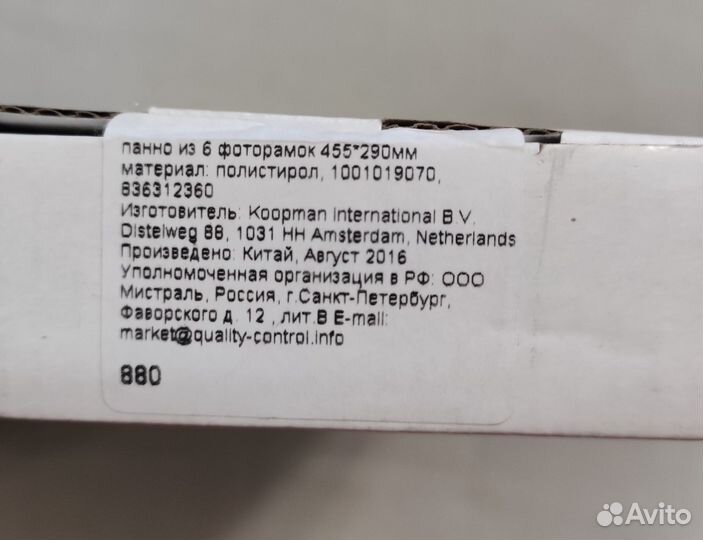 панно из 6 фоторамок 455*290мм
материал: полистирол, 1001019070,
836312360
Изготовитель: Koopman International B.V.
Distelweg 88, 1031 HH Amsterdam, Netherlands
Произведено: Китай, Август 2016
Уполномоченная организация в РФ: ООО
Мистраль, Россия, г.Санкт-Петербург,
Фаворского д. 12 , лит.В E-mail:
market@quality-control.info
880
Avito